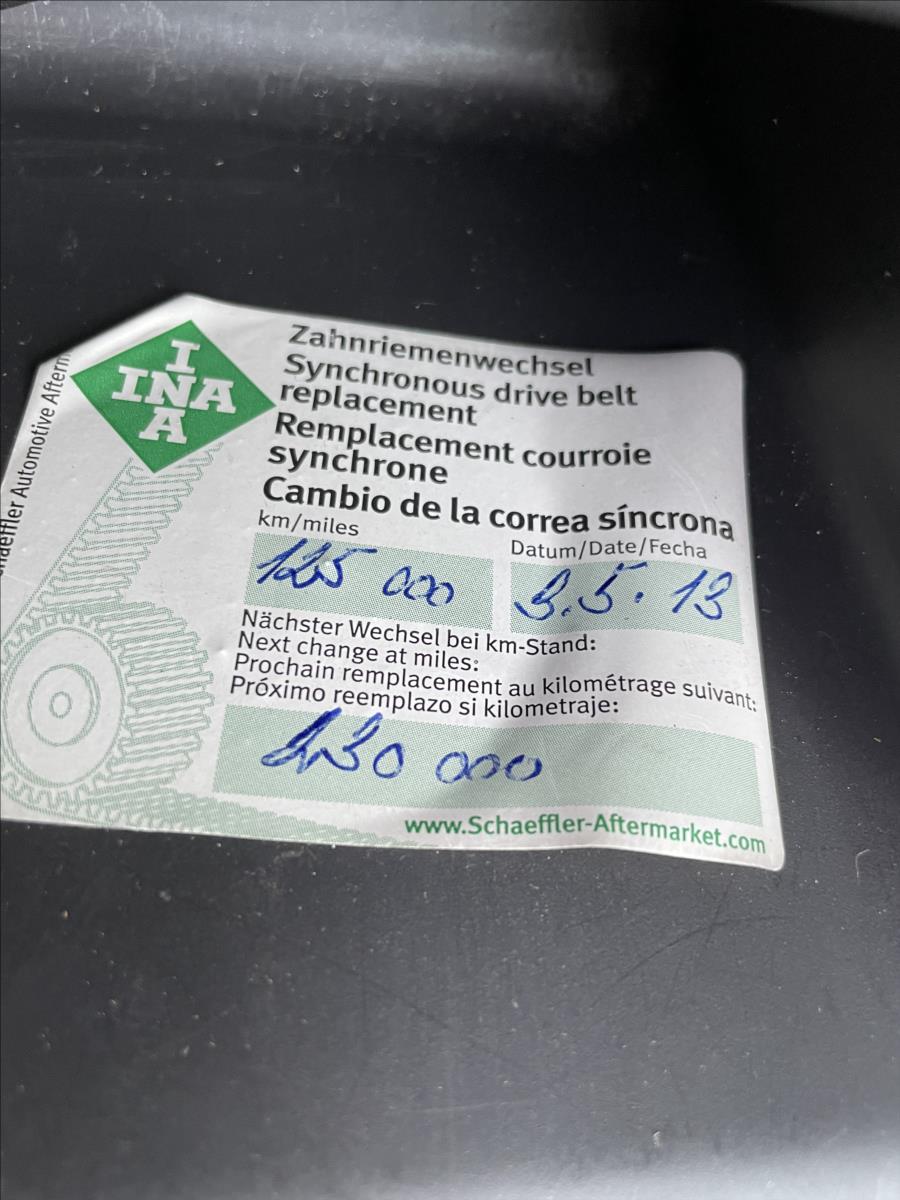 INA
INA
Zahnriemenwechsel
Synchronous drive belt
replacement
Remplacement courroie
synchrone
Cambio de la correa síncrona
km/miles
Datum/Date/Fecha
125 000
3.5.13
Nächster Wechsel bei km-Stand:
Next change at miles:
Prochain remplacement au kilométrage suivant:
Próximo reemplazo si kilometraje:
000
www.Schaeffler-Aftermarket.com
Automotive